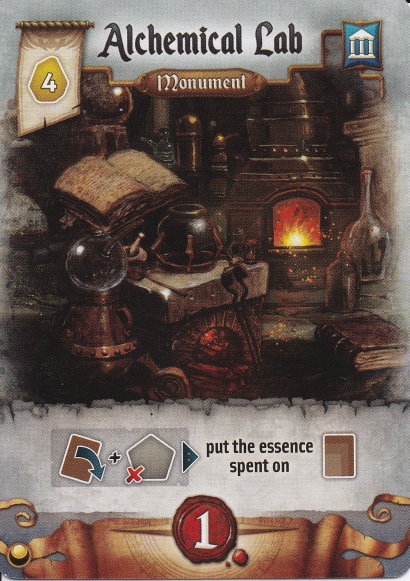 Alchemical Lab
4
Monument
put the essence
spent on
1